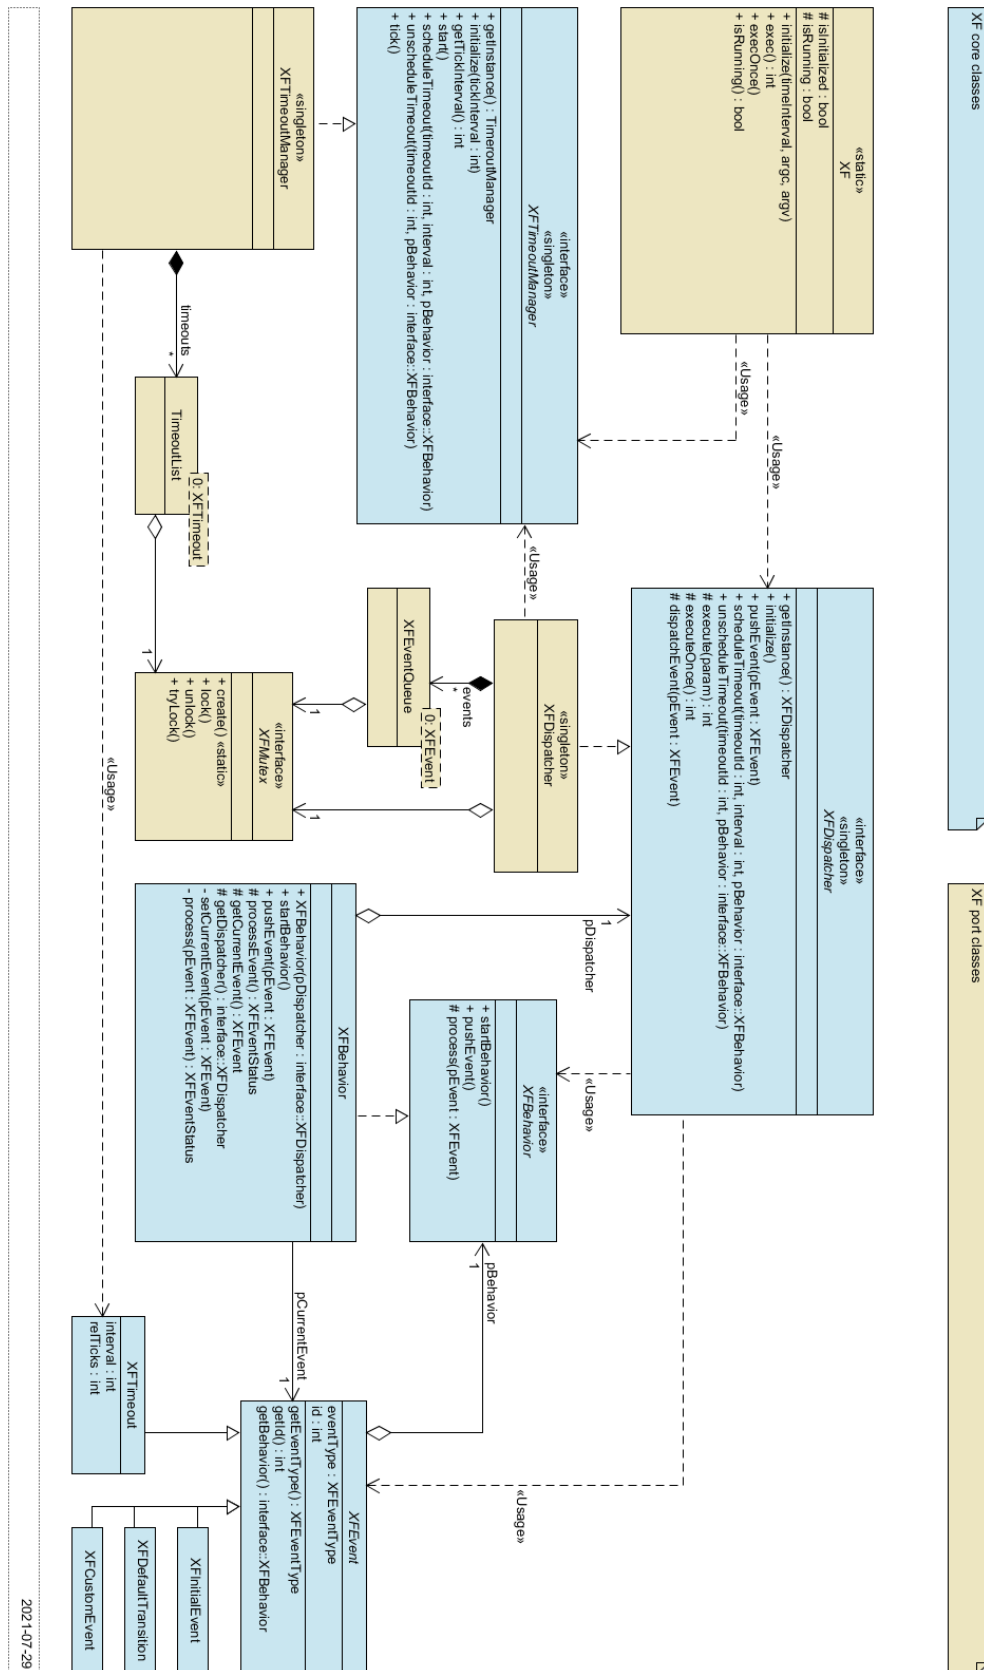 XF core classes
XF port classes
«static»
XF
# isInitialized : bool
# isRunning : bool
+ initialize(timeInterval, argc, argv)
+ exec() : int
+ execOnce()
+ isRunning() : bool
«Usage»
«Usage»
«interface»
«singleton»
XFDispatcher
+ getInstance() : XFDispatcher
+ initialize()
+ pushEvent(pEvent : XFEvent)
+ scheduleTimeout(timeoutId : int, interval : int, pBehavior : interface::XFBehavior)
+ unscheduleTimeout(timeoutId : int, pBehavior : interface::XFBehavior)
# execute(param) : int
# executeOnce() : int
# dispatchEvent(pEvent : XFEvent)
«interface»
«singleton»
XFTimeoutManager
+ getInstance() : TimeroutManager
+ initialize(tickInterval : int)
+ getTickInterval() : int
+ start()
+ scheduleTimeout(timeoutId : int, interval : int, pBehavior : interface::XFBehavior)
+ unscheduleTimeout(timeoutId : int, pBehavior : interface::XFBehavior)
+ tick()
«Usage»
«singleton»
XFDispatcher
1
pDispatcher
«Usage»
«Usage»
«interface»
XFBehavior
+ startBehavior()
+ pushEvent()
# process(pEvent : XFEvent)
pBehavior
1
events
*
0: XFEvent
XFEventQueue
1
1
«singleton»
XFTimeoutManager
timeouts
*
0: XFTimeout
TimeoutList
1
«interface»
XFMutex
+ create() «static»
+ lock()
+ unlock()
+ tryLock()
XFBehavior
+ XFBehavior(pDispatcher : interface::XFDispatcher)
+ startBehavior()
+ pushEvent(pEvent : XFEvent)
# processEvent() : XFEventStatus
# getCurrentEvent() : XFEvent
# getDispatcher() : interface::XFDispatcher
- setCurrentEvent(pEvent : XFEvent)
- process(pEvent : XFEvent) : XFEventStatus
pCurrentEvent
1
XFEvent
eventType : XFEventType
id : int
getEventType() : XFEventType
getId() : int
getBehavior() : interface::XFBehavior
«Usage»
XFTimeout
interval : int
relTicks : int
XFInitialEvent
XFDefaultTransition
XFCustomEvent
2021-07-29